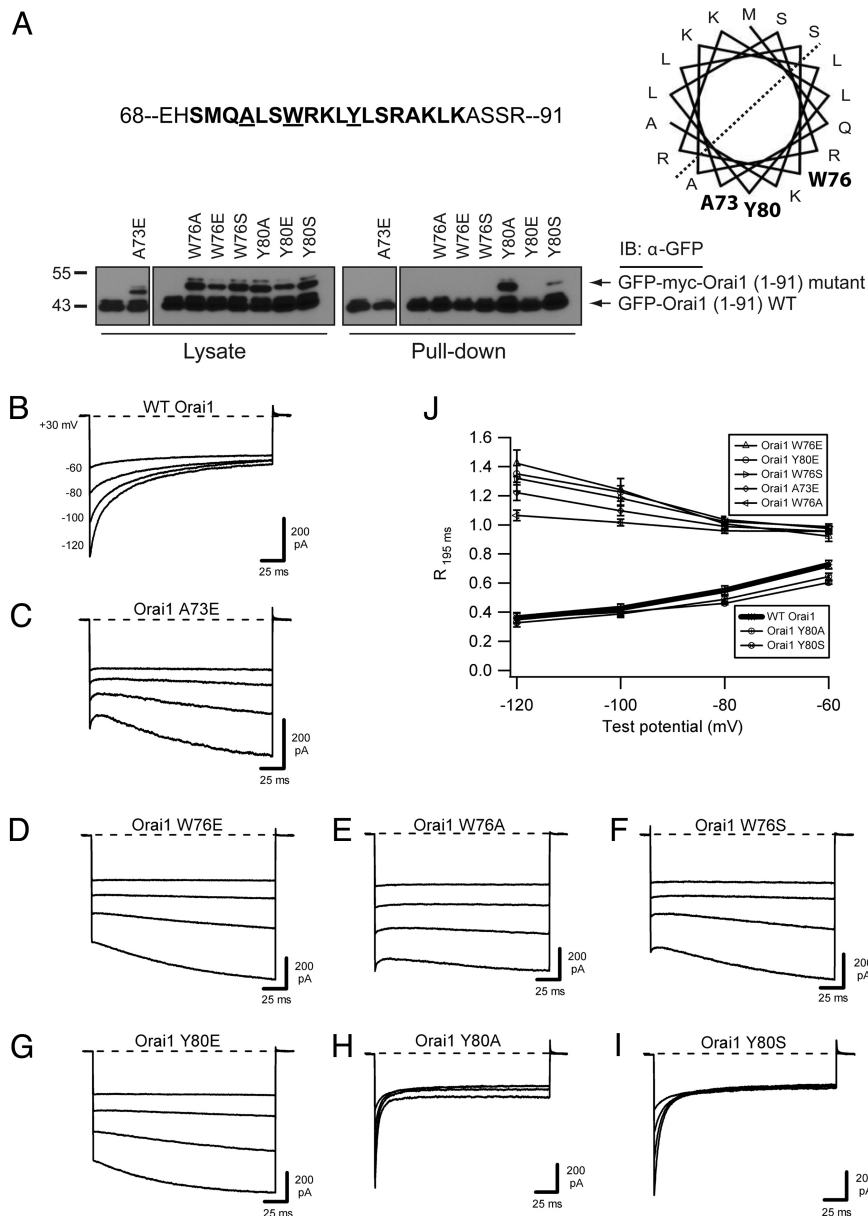 A
68--EHSMQALSWRKLYLSRAKLKASSR--91
M
S
S
L
L
Q
R
W76
K
Y80
A73
A
R
A
L
L
K
K
A73E
W76A
W76E
W76S
Y80A
Y80E
Y80S
A73E
W76A
W76E
W76S
Y80A
Y80E
Y80S
IB: α-GFP
55
43
GFP-myc-Orai1 (1-91) mutant
GFP-Orai1 (1-91) WT
Lysate
Pull-down
B
WT Orai1
+30 mV
-60
-80
-100
-120
200
pA
25 ms
C
Orai1 A73E
200
pA
25 ms
J
1.6
1.4
1.2
1.0
0.8
0.6
0.4
0.2
0.0
R 195 ms
-120
-100
-80
-60
Test potential (mV)
Orai1 W76E
Orai1 Y80E
Orai1 W76S
Orai1 A73E
Orai1 W76A
WT Orai1
Orai1 Y80A
Orai1 Y80S
D
Orai1 W76E
200
pA
25 ms
E
Orai1 W76A
200
pA
25 ms
F
Orai1 W76S
200
pA
25 ms
G
Orai1 Y80E
200
pA
25 ms
H
Orai1 Y80A
200
pA
25 ms
I
Orai1 Y80S
200
pA
25 ms